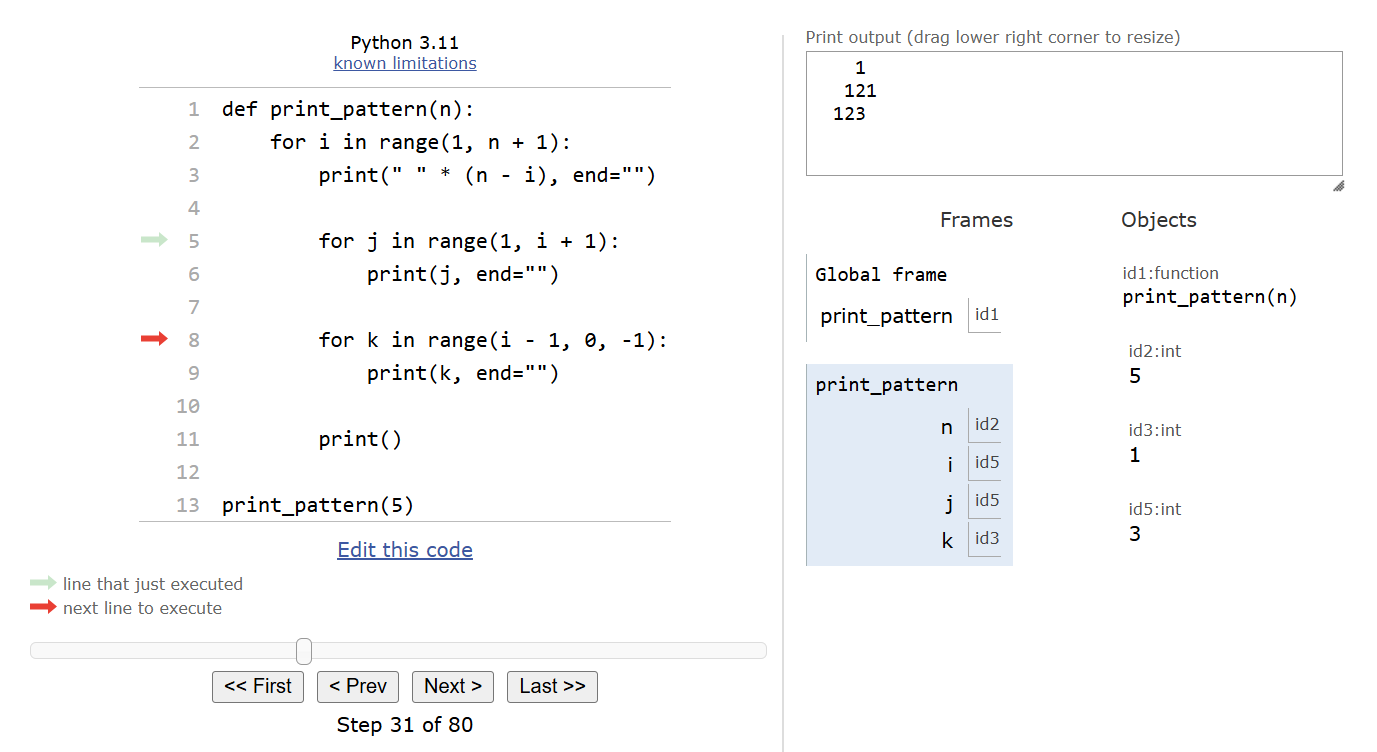 Python 3.11
known limitations
1 def print_pattern(n):
2     for i in range(1, n + 1):
3         print(" " * (n - i), end="")
4
5         for j in range(1, i + 1):
6             print(j, end="")
7
8         for k in range(i - 1, 0, -1):
9             print(k, end="")
10
11         print()
12
13 print_pattern(5)
Edit this code
line that just executed
next line to execute
<< First < Prev Next > Last >>
Step 31 of 80
Print output (drag lower right corner to resize)
    1
   121
  123
Frames Objects
Global frame
print_pattern id1
print_pattern
n id2
i id5
j id5
k id3
id1:function
print_pattern(n)
id2:int
5
id3:int
1
id5:int
3